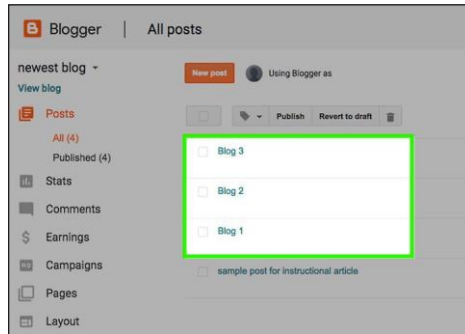 Blogger | All posts
newest blog
View blog
New post
Using Blogger as
Posts
All (4)
Published (4)
Publish
Revert to draft
Blog 3
Blog 2
Blog 1
sample post for instructional article
Stats
Comments
$ Earnings
Campaigns
Pages
Layout